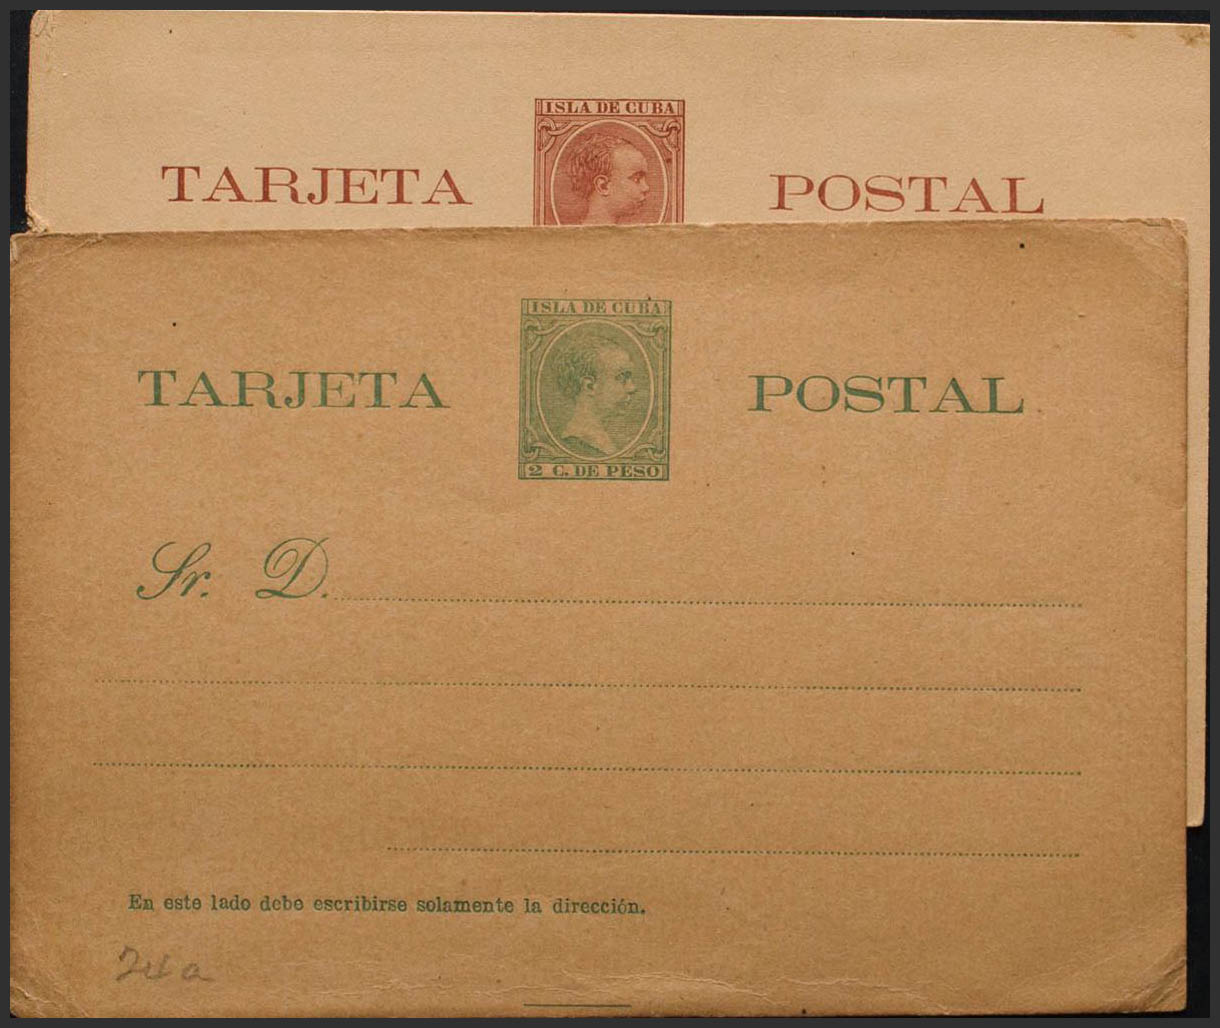 ISLA DE CUBA
TARJETA POSTAL
ISLA DE CUBA
TARJETA POSTAL
2 C. DE PESO
Sr. D.
En este lado debe escribirse solamente la dirección.
24a